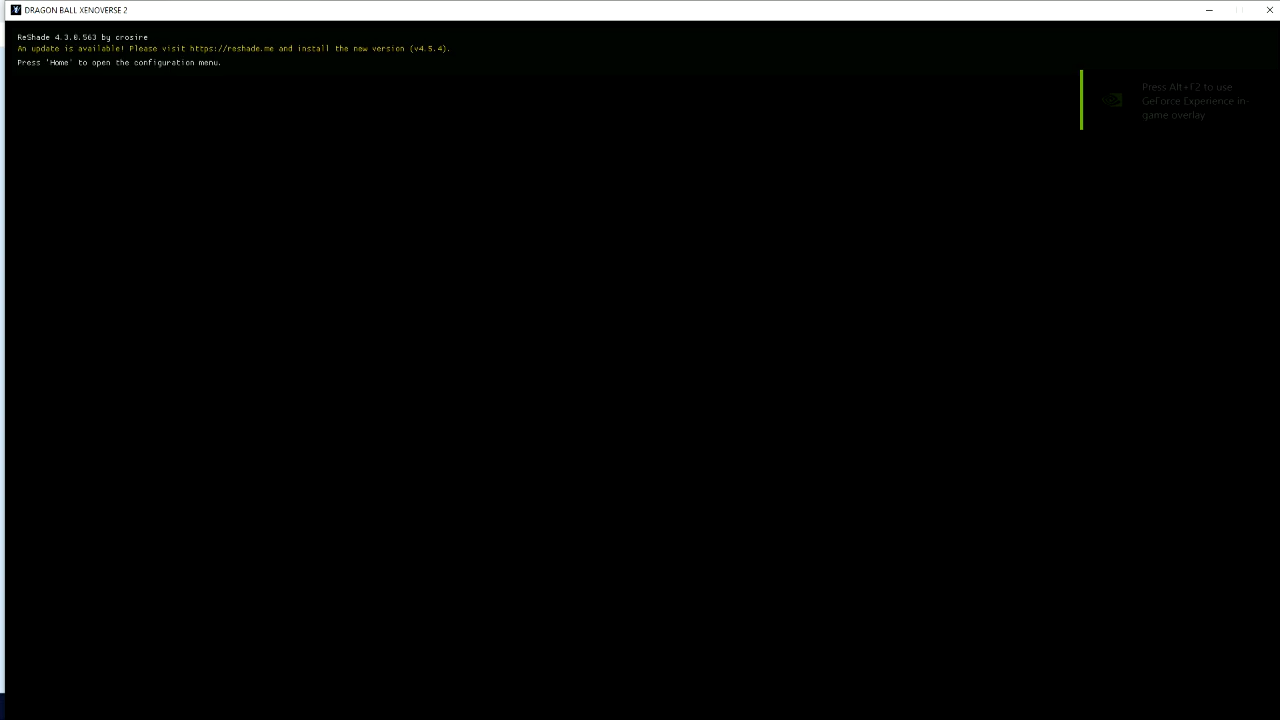 DRAGON BALL XENOVERSE 2
ReShade 4.3.0.563 by crosire
An update is available! Please visit https://reshade.me and install the new version (v4.5.4).
Press 'Home' to open the configuration menu.
Press Alt+F2 to use
GeForce Experience in-
game overlay